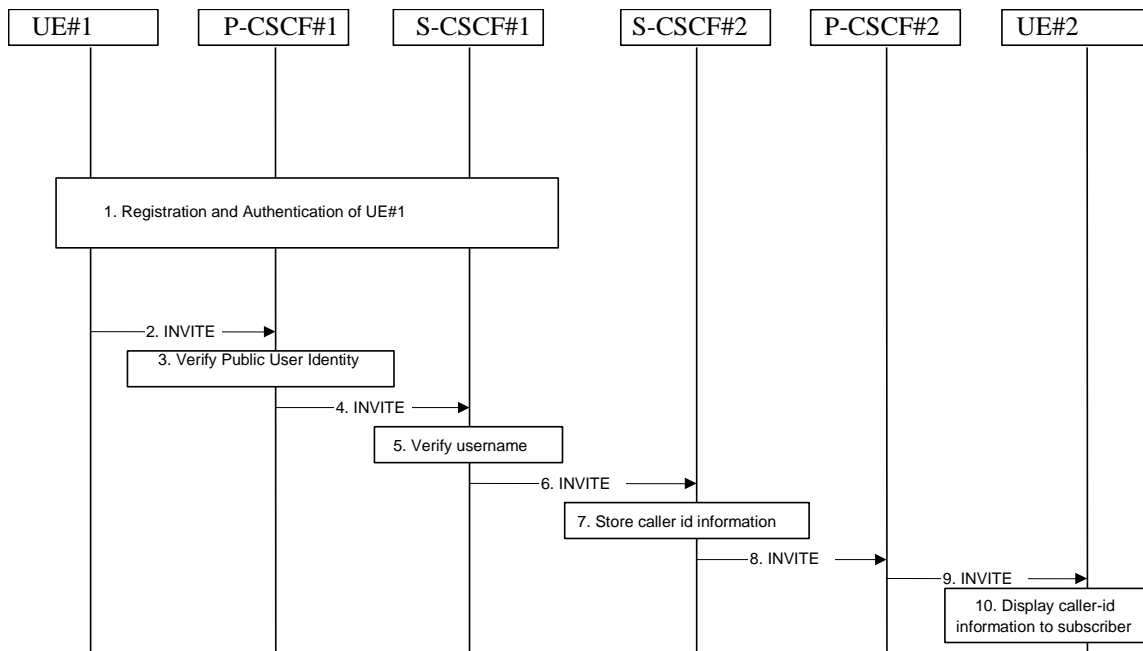 UE#1
P-CSCF#1
S-CSCF#1
S-CSCF#2
P-CSCF#2
UE#2
1. Registration and Authentication of UE#1
2. INVITE
3. Verify Public User Identity
4. INVITE
5. Verify username
6. INVITE
7. Store caller id information
8. INVITE
9. INVITE
10. Display caller-id
information to subscriber